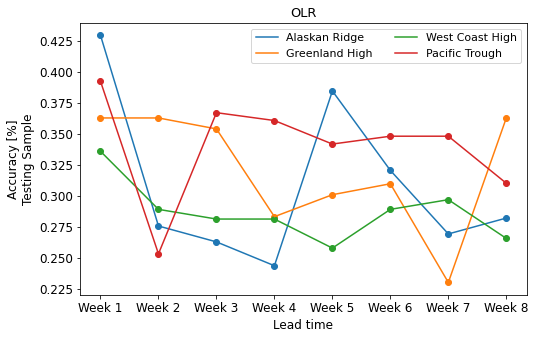 OLR
Alaskan Ridge
Greenland High
West Coast High
Pacific Trough
Accuracy [%]
Testing Sample
0.425
0.400
0.375
0.350
0.325
0.300
0.275
0.250
0.225
Week 1 Week 2 Week 3 Week 4 Week 5 Week 6 Week 7 Week 8
Lead time